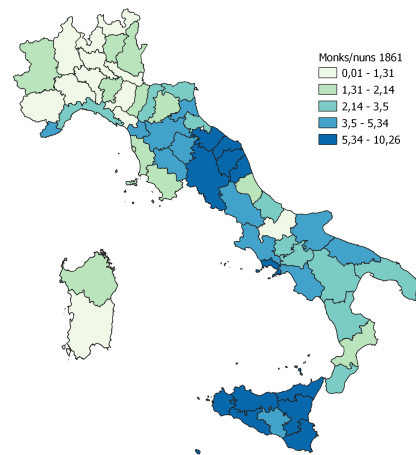 Monks/nuns 1861
0,01 - 1,31
1,31 - 2,14
2,14 - 3,5
3,5 - 5,34
5,34 - 10,26